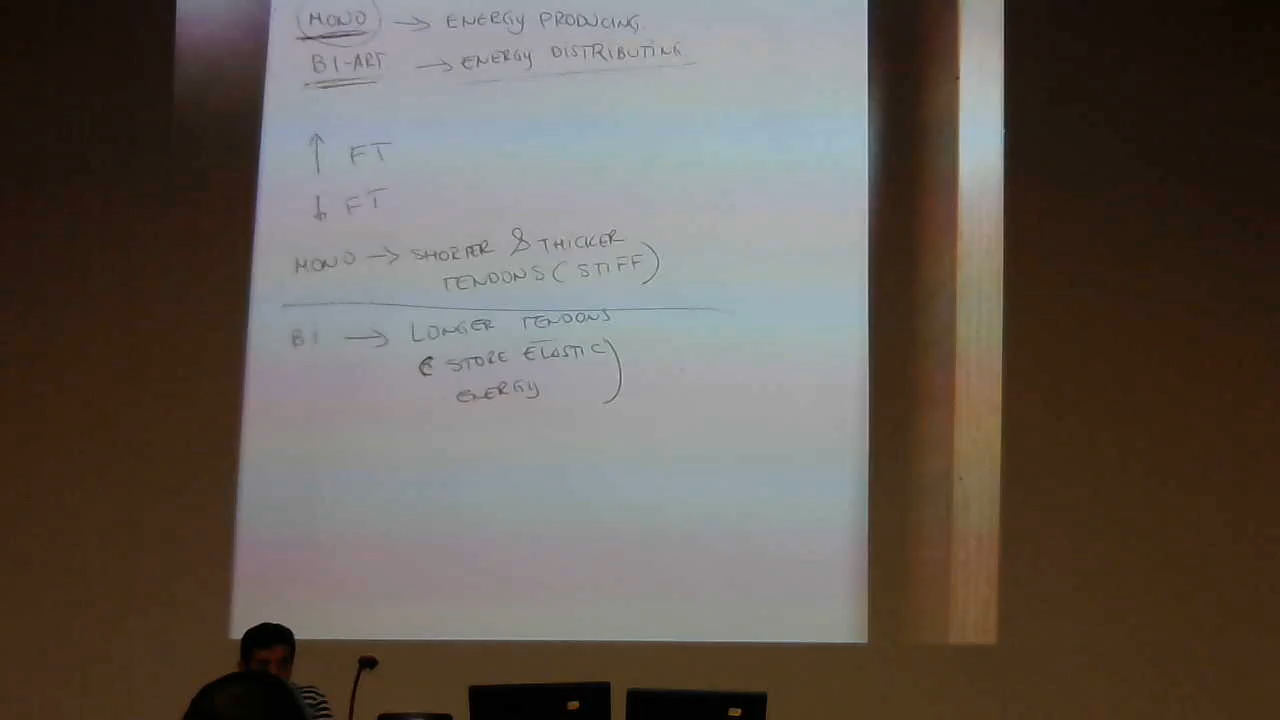 MONO → ENERGY PRODUCING.
BI-ART → ENERGY DISTRIBUTING
↑ FT
↓ FT
MONO → SHORTER & THICKER
TENDONS (STIFF)
BI → LONGER TENDONS
(STORE ELASTIC
ENERGY)